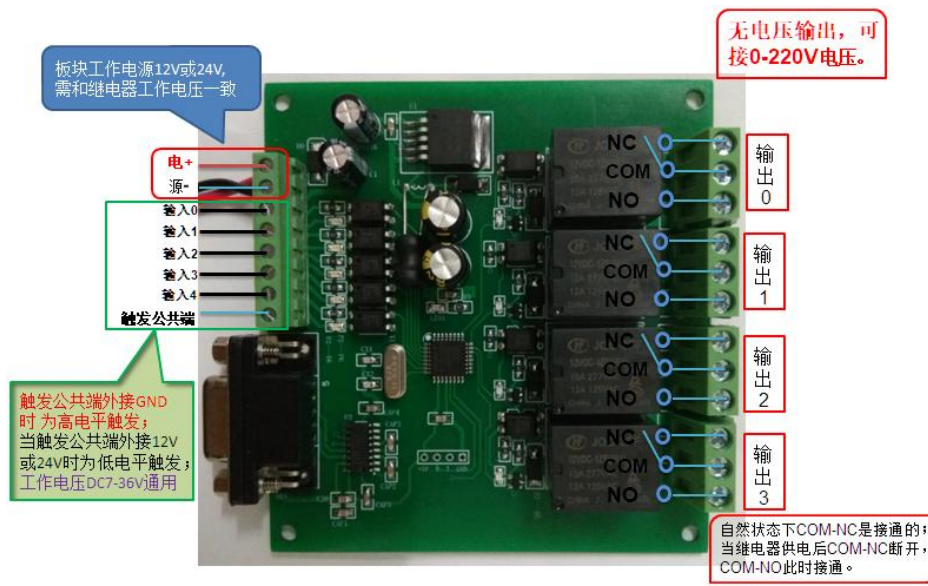 无电压输出，可
接0-220V电压。
板块工作电源12V或24V,
需和继电器工作电压一致
电+
源-
输入0
输入1
输入2
输入3
输入4
触发公共端
触发公共端外接GND
时 为高电平触发；
当触发公共端外接12V
或24V时为低电平触发；
工作电压DC7-36V通用
NC
COM
NO
输出0
NC
COM
NO
输出1
NC
COM
NO
输出2
NC
COM
NO
输出3
自然状态下COM-NC是接通的；
当继电器供电后COM-NC断开，
COM-NO此时接通。